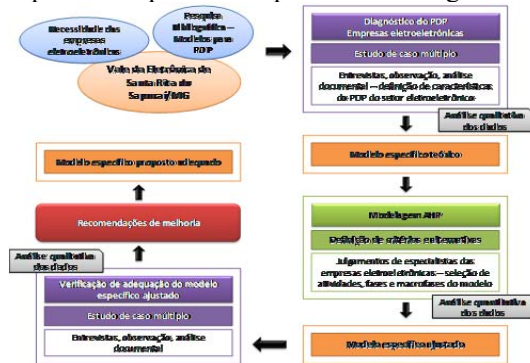 Necessidade das
empresas
eletroeletrônicas
Pesquisa
Bibliográfica –
Modelos para
PDP
Vale da Eletrônica de
Santa Rita do
Sapucaí/MG
Diagnóstico do PDP
Empresas eletroeletrônicas
Estudo de caso múltiplo
Entrevistas, observação, análise
documental – definição de características
do PDP do setor eletroeletrônico
Análise qualitativa
dos dados
Modelo específico teórico
Modelagem AHP
Definição de critérios e alternativas
Julgamentos de especialistas das
empresas eletroeletrônicas – seleção de
atividades, fases e macrofases do modelo
Análise quantitativa
dos dados
Modelo específico ajustado
Verificação de adequação do modelo
específico ajustado
Estudo de caso múltiplo
Entrevistas, observação, análise
documental
Análise qualitativa
dos dados
Recomendações de melhoria
Modelo específico proposto adequado